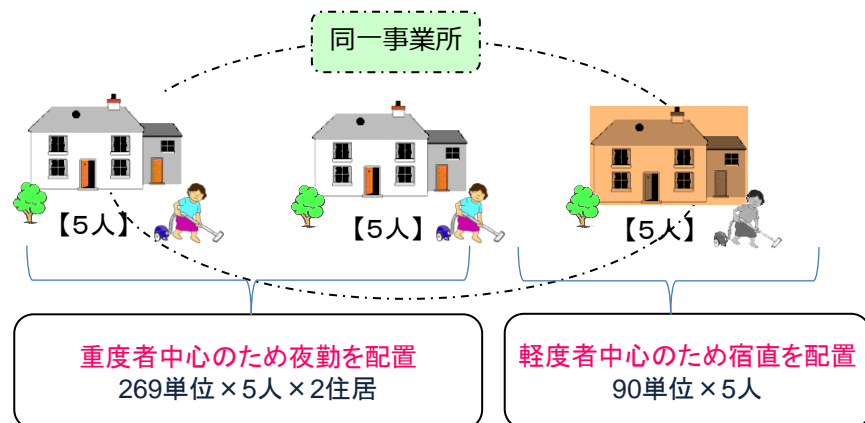 同一事業所
【5人】
【5人】
【5人】
重度者中心のため夜勤を配置
269単位×5人×2住居
軽度者中心のため宿直を配置
90単位×5人